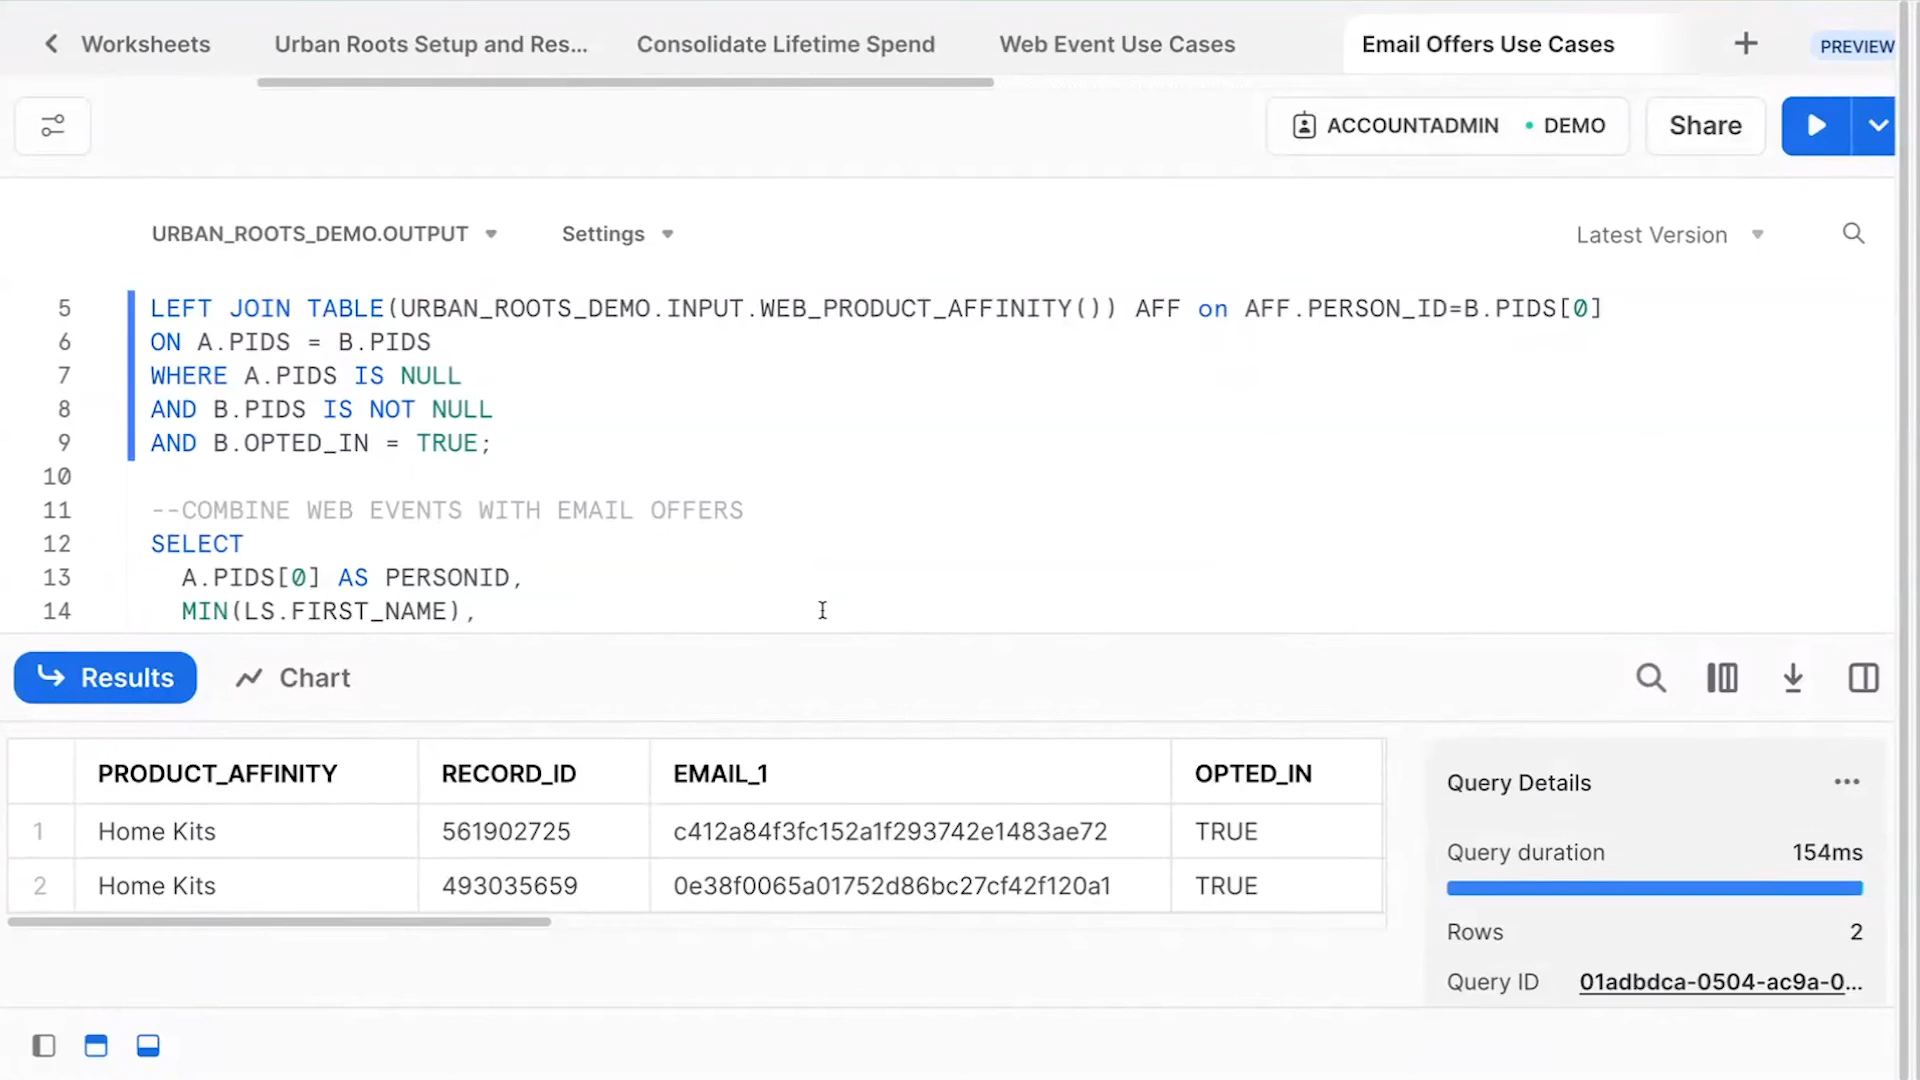 Worksheets
Urban Roots Setup and Res...
Consolidate Lifetime Spend
Web Event Use Cases
Email Offers Use Cases
PREVIEW
ACCOUNTADMIN • DEMO
Share
URBAN_ROOTS_DEMO.OUTPUT
Settings
Latest Version
5 LEFT JOIN TABLE(URBAN_ROOTS_DEMO.INPUT.WEB_PRODUCT_AFFINITY()) AFF on AFF.PERSON_ID=B.PIDS[0]
6 ON A.PIDS = B.PIDS
7 WHERE A.PIDS IS NULL
8 AND B.PIDS IS NOT NULL
9 AND B.OPTED_IN = TRUE;
10
11 --COMBINE WEB EVENTS WITH EMAIL OFFERS
12 SELECT
13 A.PIDS[0] AS PERSONID,
14 MIN(LS.FIRST_NAME),
Results
Chart
PRODUCT_AFFINITY RECORD_ID EMAIL_1 OPTED_IN
1 Home Kits 561902725 c412a84f3fc152a1f293742e1483ae72 TRUE
2 Home Kits 493035659 0e38f0065a01752d86bc27cf42f120a1 TRUE
Query Details
Query duration 154ms
Rows 2
Query ID 01adbdca-0504-ac9a-0...